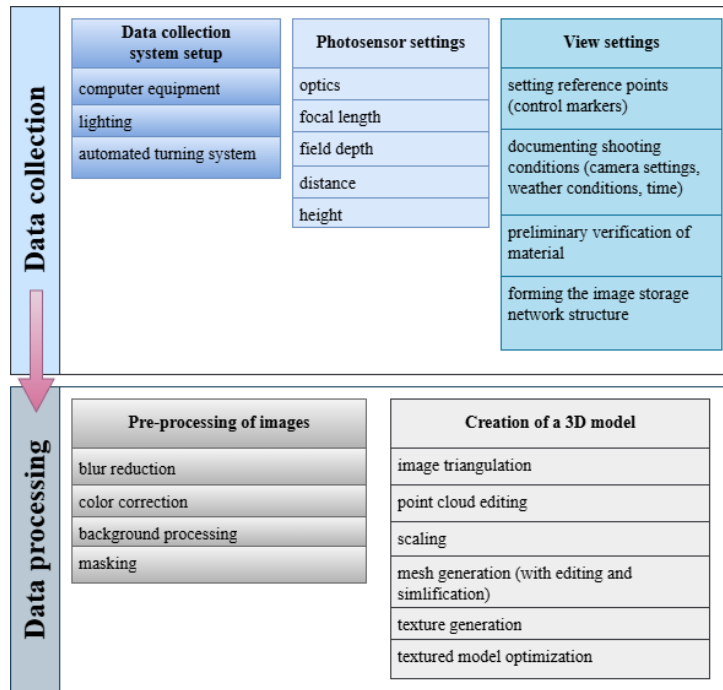 Data collection
Data collection
system setup
computer equipment
lighting
automated turning system
Photosensor settings
optics
focal length
field depth
distance
height
View settings
setting reference points
(control markers)
documenting shooting
conditions (camera settings,
weather conditions, time)
preliminary verification of
material
forming the image storage
network structure
Data processing
Pre-processing of images
blur reduction
color correction
background processing
masking
Creation of a 3D model
image triangulation
point cloud editing
scaling
mesh generation (with editing and
simlification)
texture generation
textured model optimization